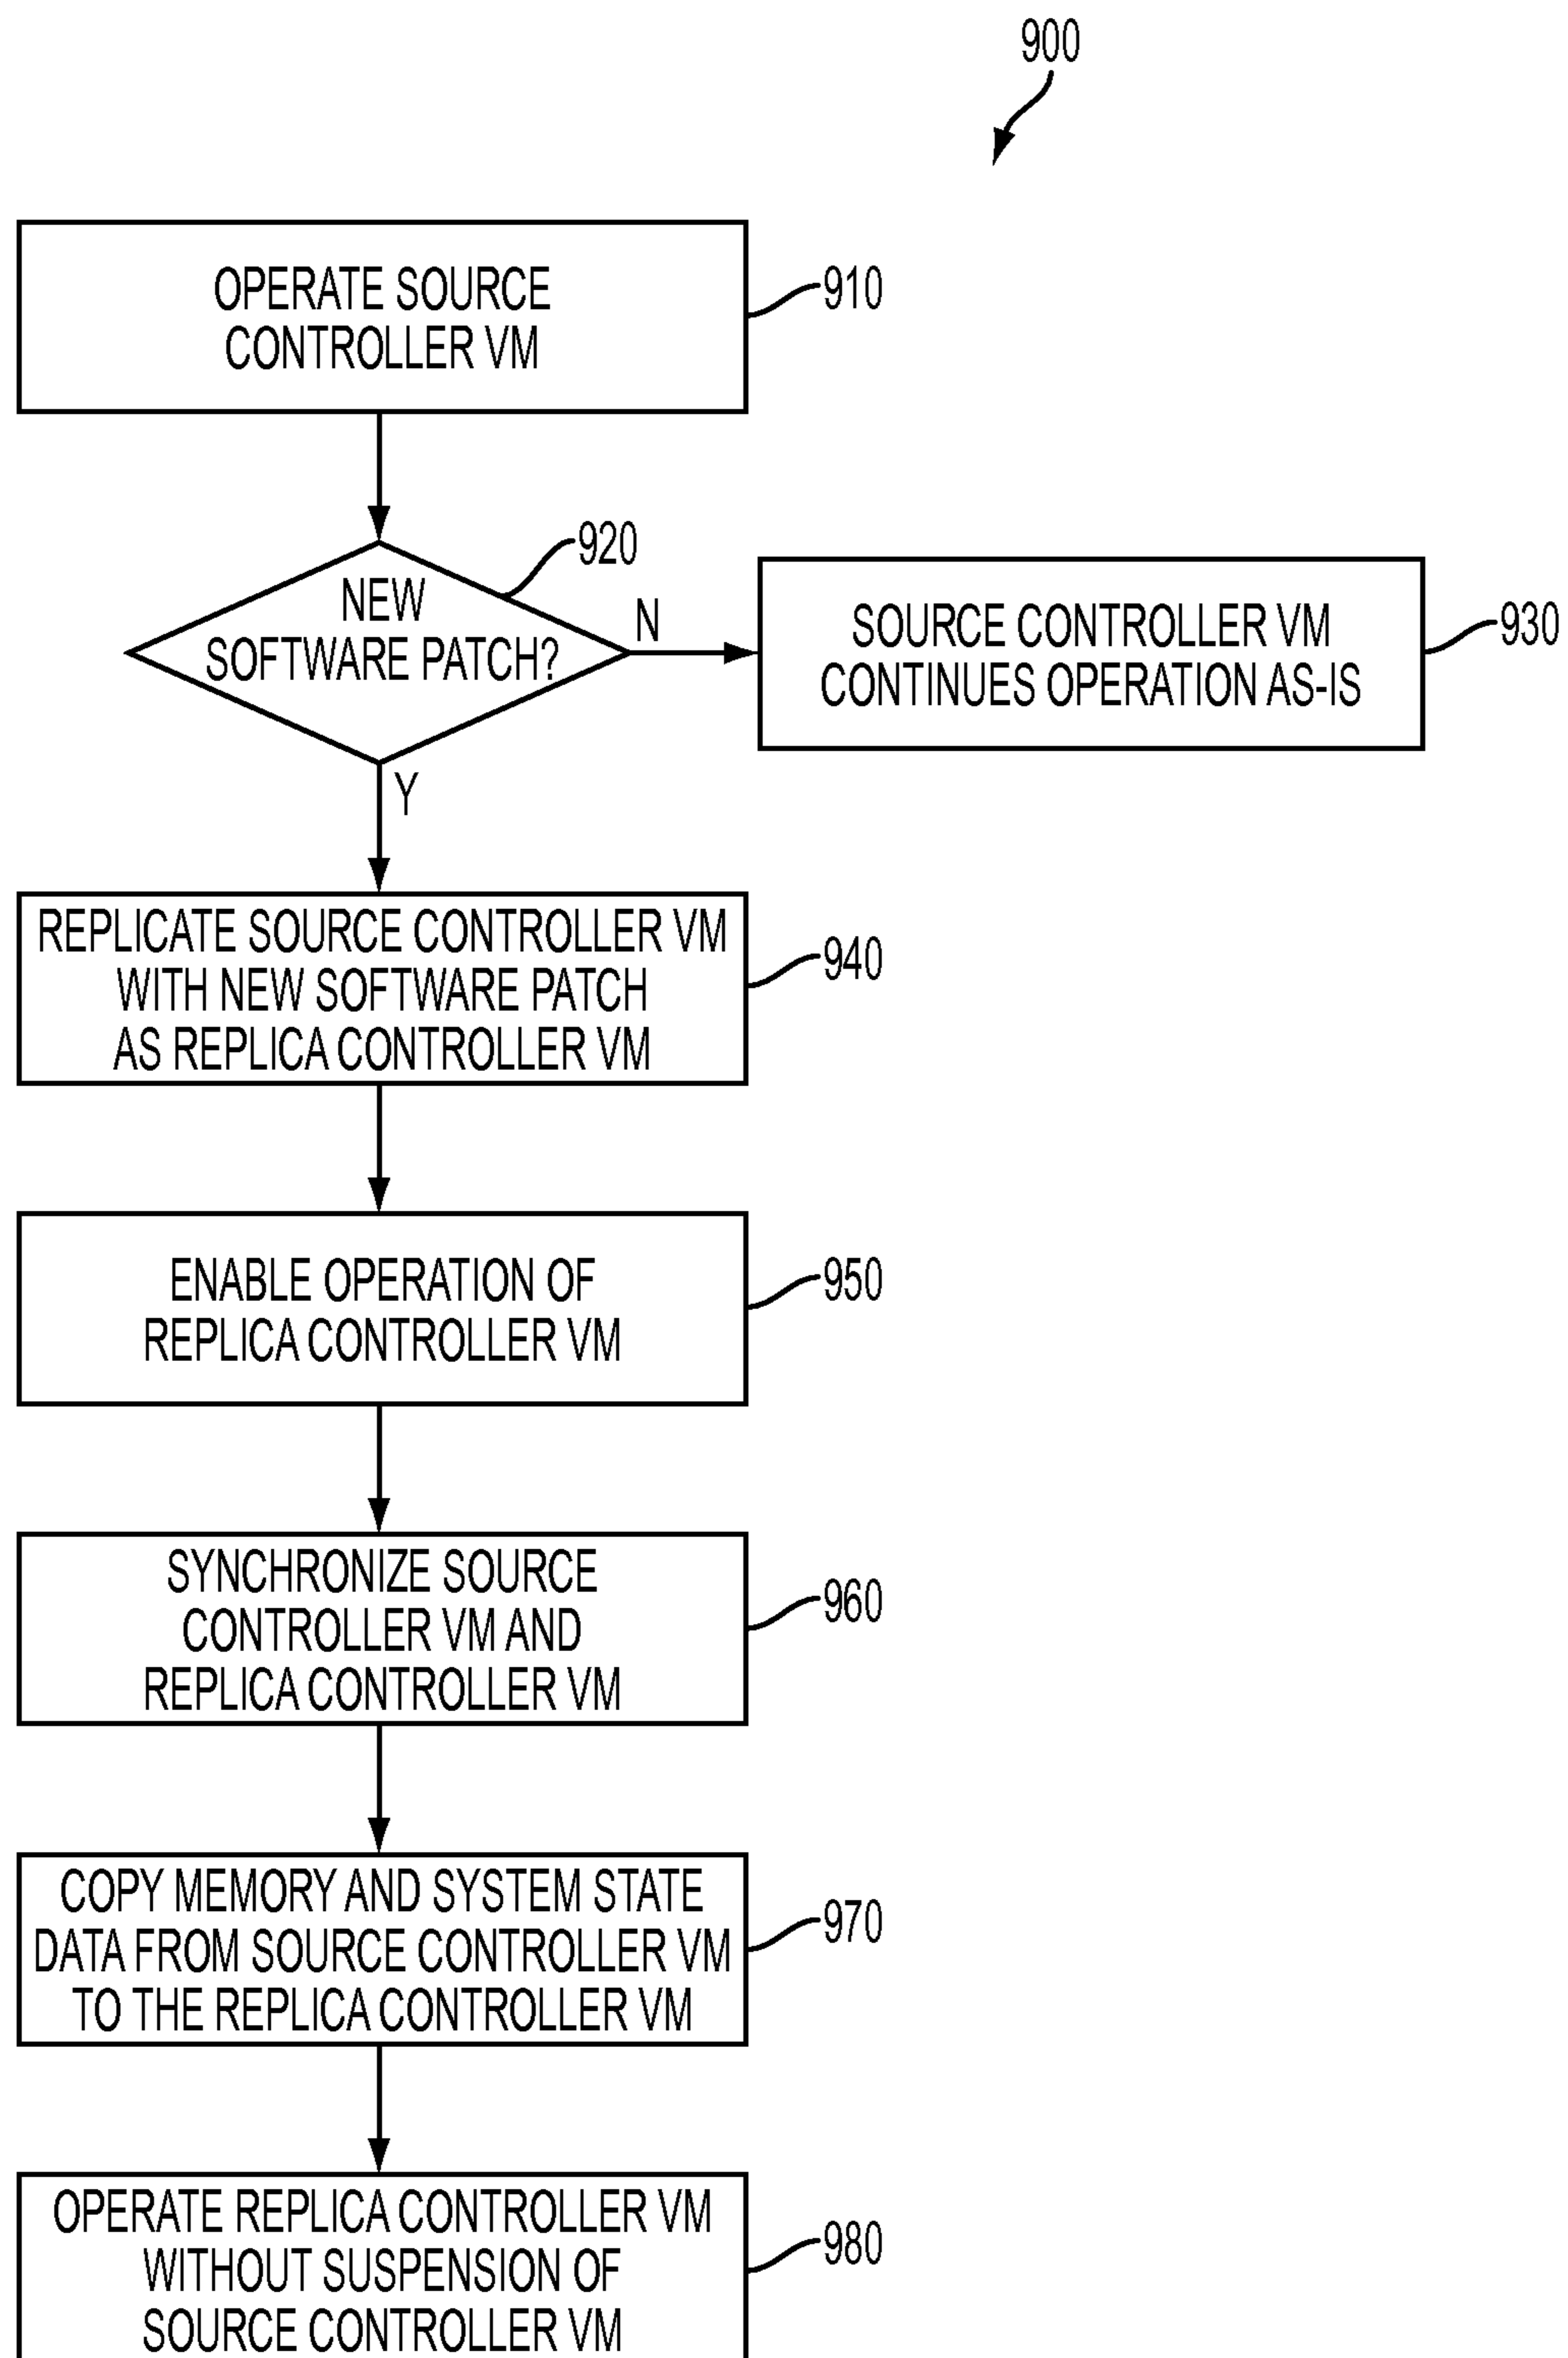 900
OPERATE SOURCE
CONTROLLER VM
910
NEW
SOFTWARE PATCH?
920
N
SOURCE CONTROLLER VM
CONTINUES OPERATION AS-IS
930
Y
REPLICATE SOURCE CONTROLLER VM
WITH NEW SOFTWARE PATCH
AS REPLICA CONTROLLER VM
940
ENABLE OPERATION OF
REPLICA CONTROLLER VM
950
SYNCHRONIZE SOURCE
CONTROLLER VM AND
REPLICA CONTROLLER VM
960
COPY MEMORY AND SYSTEM STATE
DATA FROM SOURCE CONTROLLER VM
TO THE REPLICA CONTROLLER VM
970
OPERATE REPLICA CONTROLLER VM
WITHOUT SUSPENSION OF
SOURCE CONTROLLER VM
980